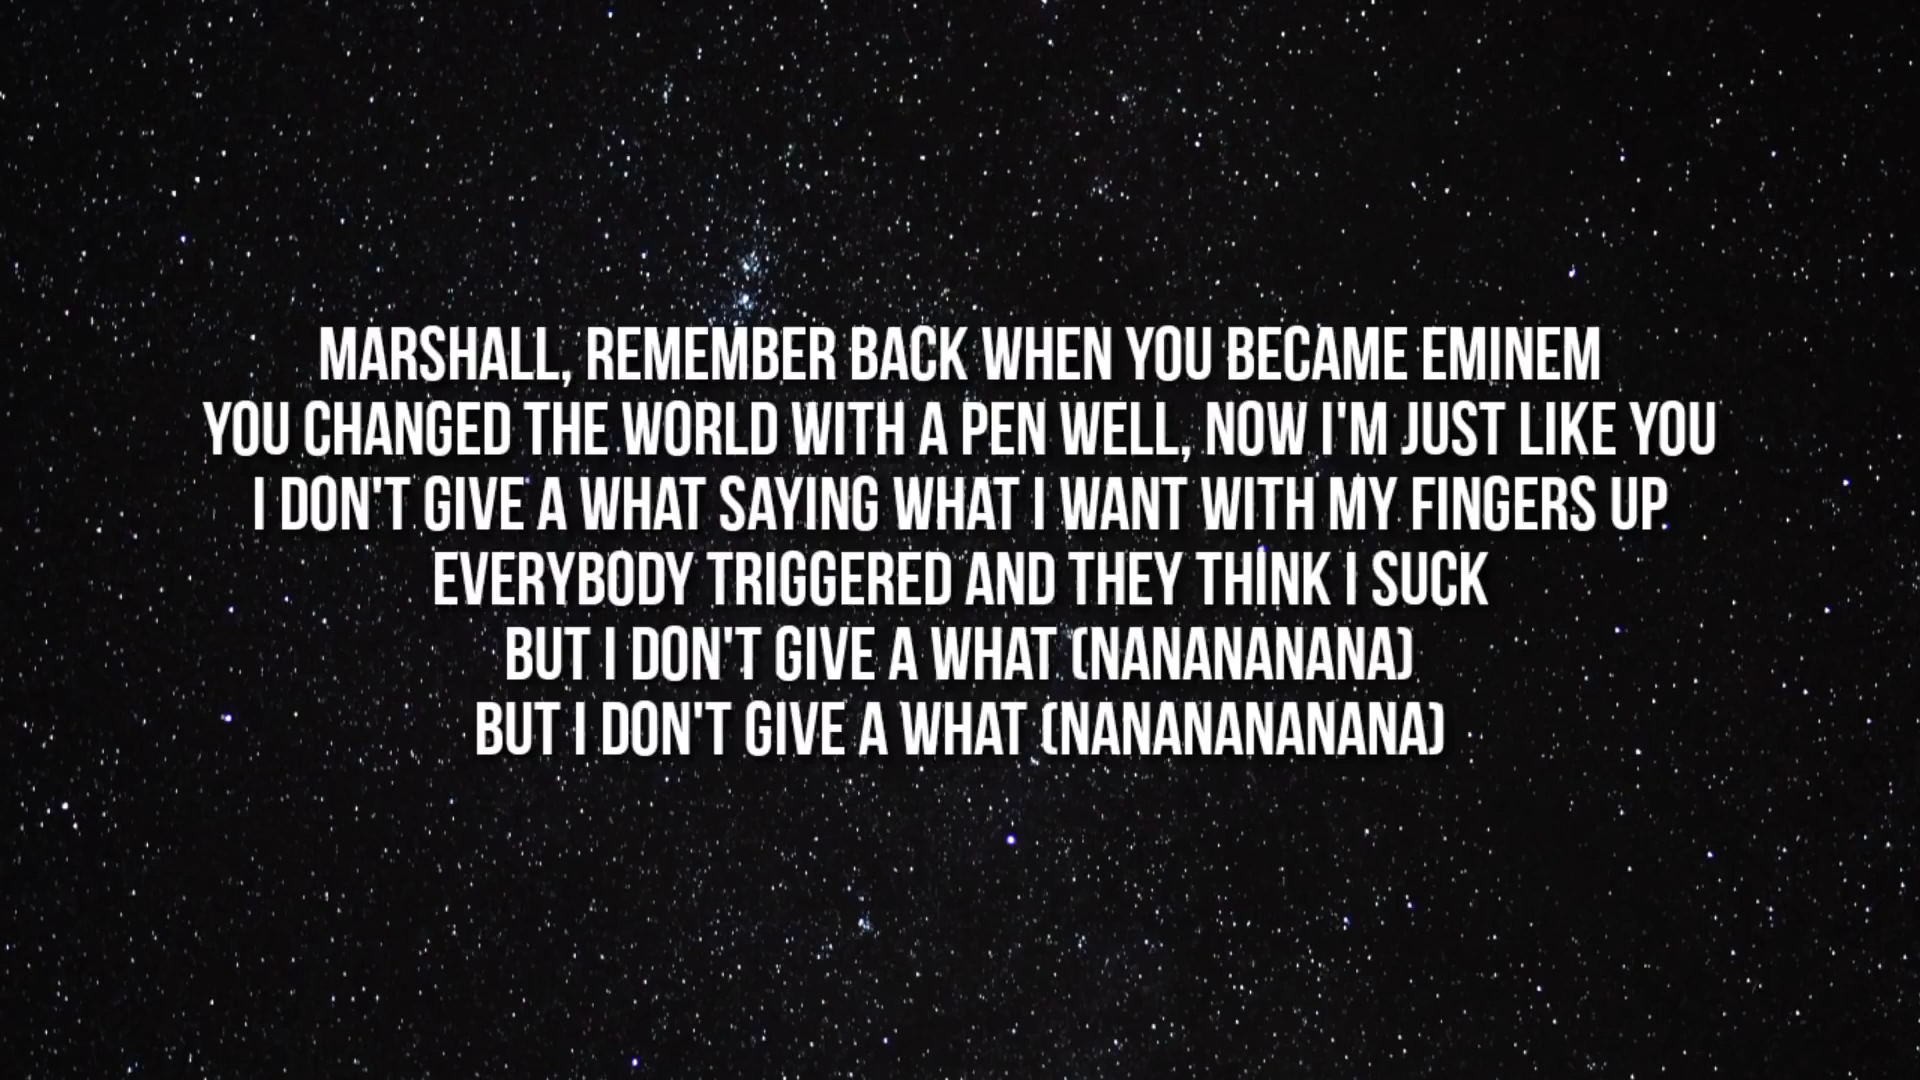 MARSHALL, REMEMBER BACK WHEN YOU BECAME EMINEM
YOU CHANGED THE WORLD WITH A PEN WELL, NOW I'M JUST LIKE YOU
I DON'T GIVE A WHAT SAYING WHAT I WANT WITH MY FINGERS UP
EVERYBODY TRIGGERED AND THEY THINK I SUCK
BUT I DON'T GIVE A WHAT (NANANANANA)
BUT I DON'T GIVE A WHAT (NANANANANANA)